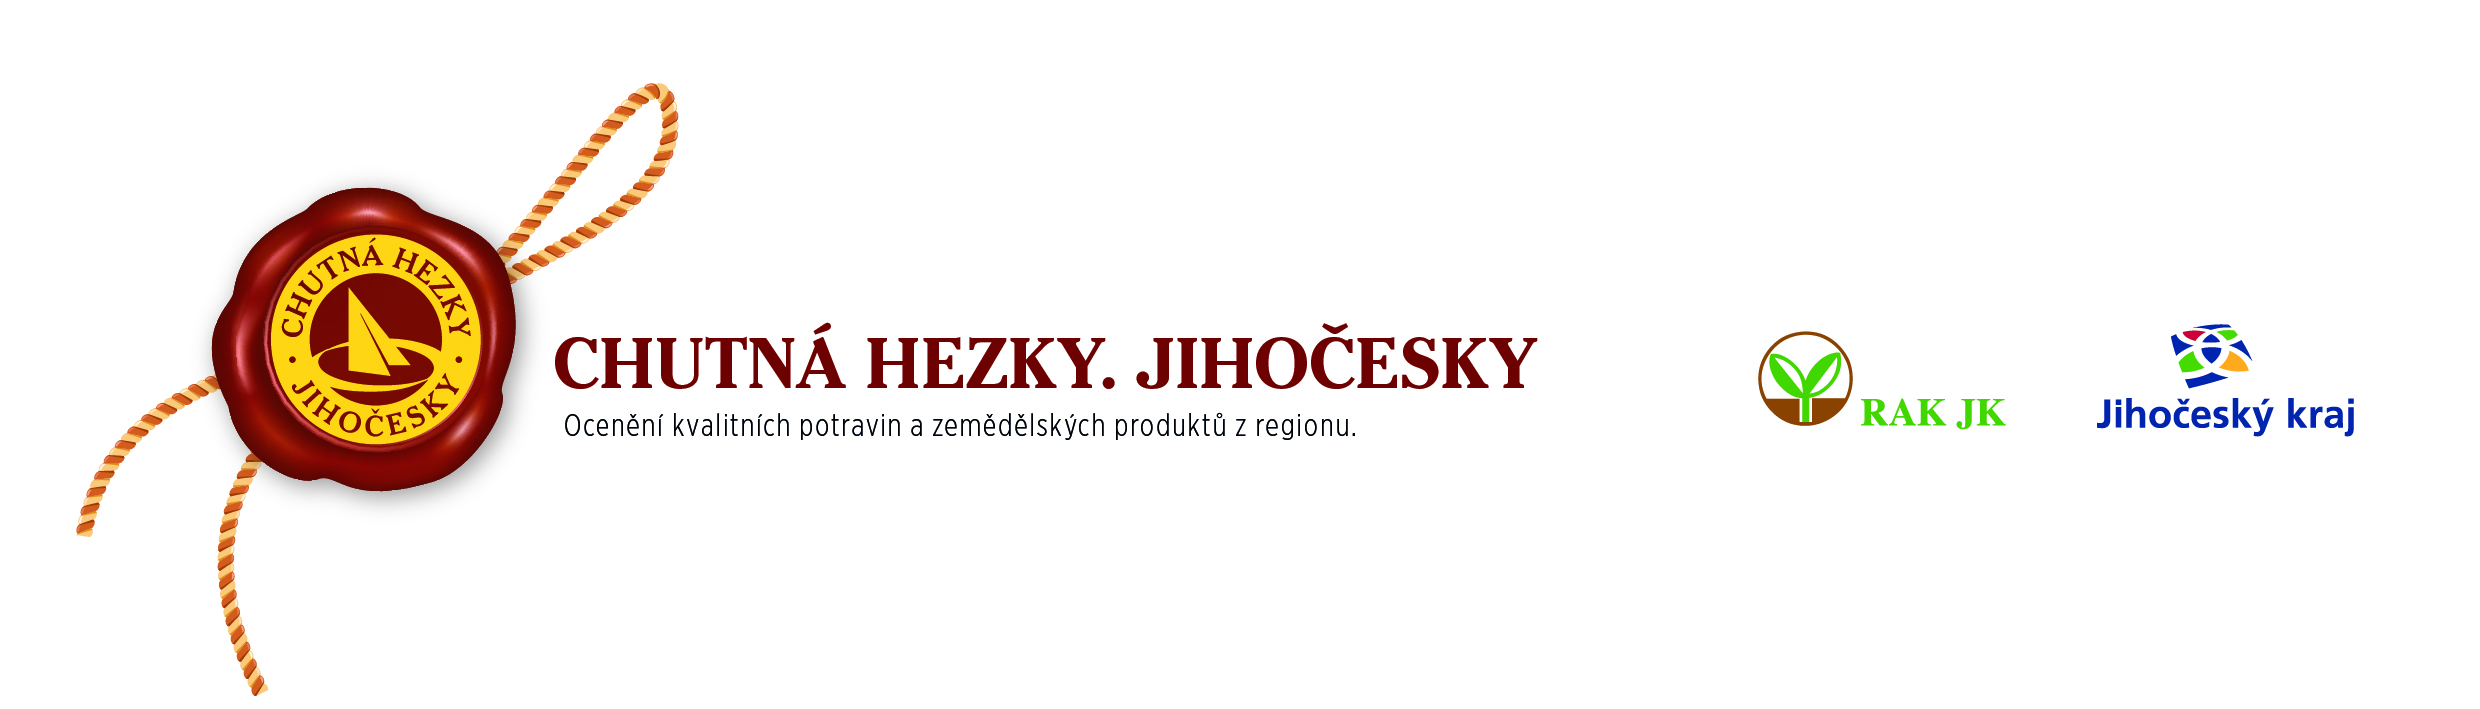 CHUTNÁ HEZKY
JIHOČESKY
CHUTNÁ HEZKY. JIHOČESKY
Ocenění kvalitních potravin a zemědělských produktů z regionu.
RAK JK
Jihočeský kraj